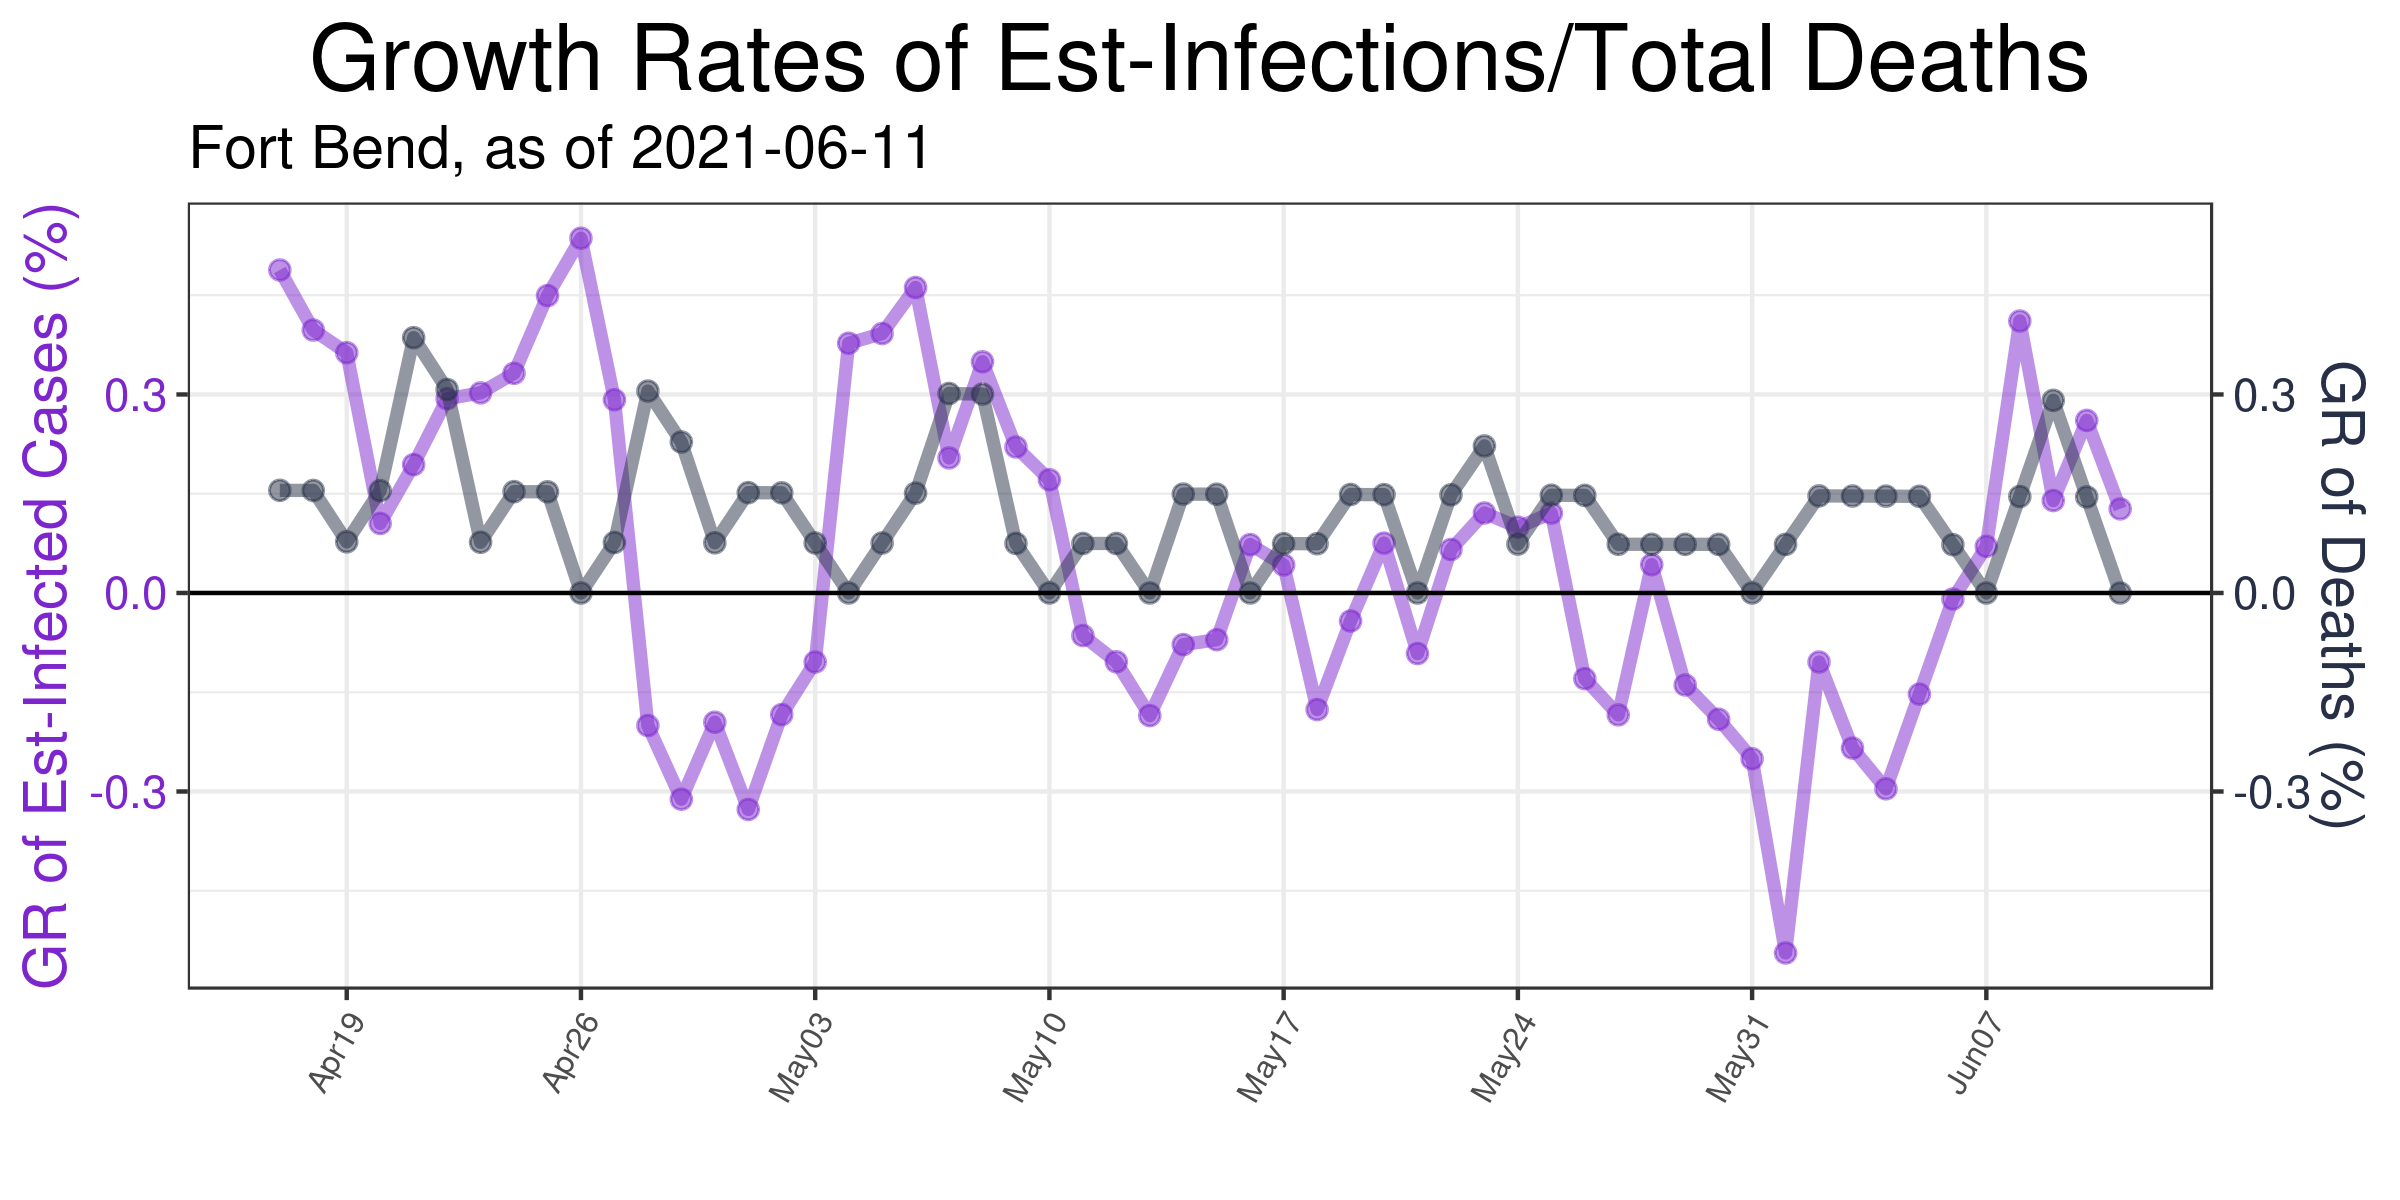 Growth Rates of Est-Infections/Total Deaths
Fort Bend, as of 2021-06-11
GR of Est-Infected Cases (%)
0.3
0.0
-0.3
0.3
0.0
-0.3
GR of Deaths (%)
Apr19
Apr26
May03
May10
May17
May24
May31
Jun07